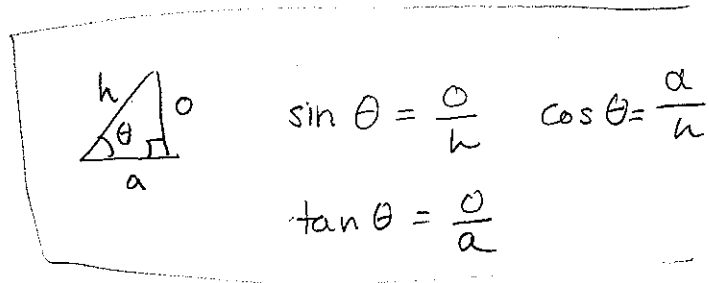 h
o
θ
a
sin θ = o/h cos θ = a/h
tan θ = o/a